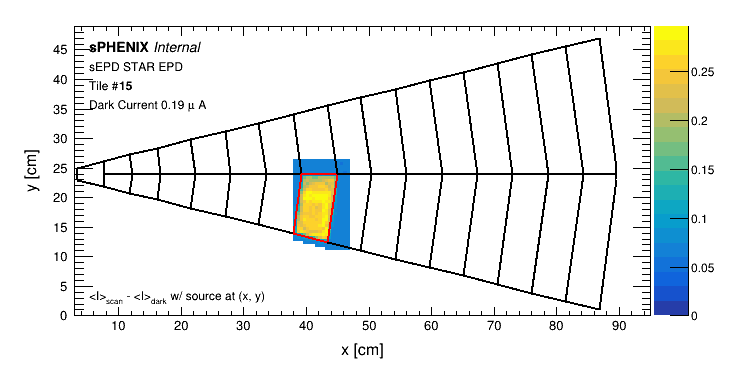 sPHENIX Internal
sEPD STAR EPD
Tile #15
Dark Current 0.19 μ A
<I>scan - <I>dark w/ source at (x, y)
y [cm]
45
40
35
30
25
20
15
10
5
0
10 20 30 40 50 60 70 80 90
x [cm]
0.25
0.2
0.15
0.1
0.05
0